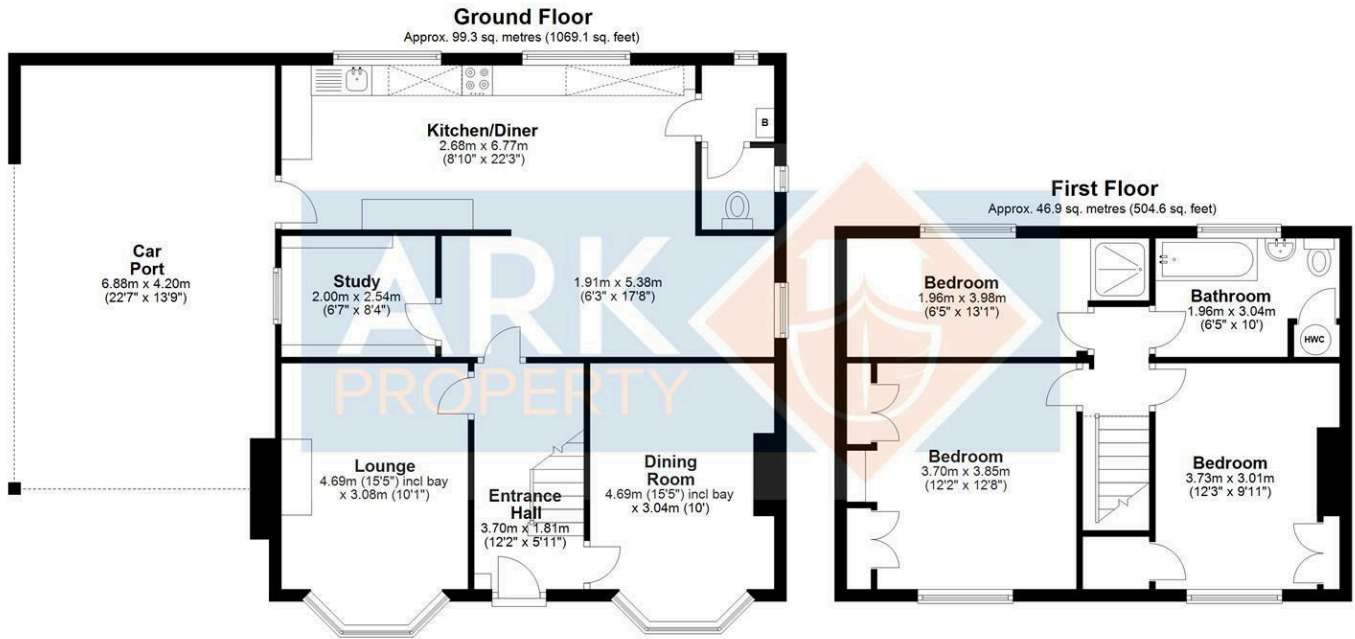 Ground Floor
Approx. 99.3 sq. metres (1069.1 sq. feet)
Kitchen/Diner
2.68m x 6.77m
(8'10" x 22'3")
B
Car
Port
6.88m x 4.20m
(22'7" x 13'9")
Study
2.00m x 2.54m
(6'7" x 8'4")
1.91m x 5.38m
(6'3" x 17'8")
Lounge
4.69m (15'5") incl bay
x 3.08m (10'1")
Entrance
Hall
3.70m x 1.81m
(12'2" x 5'11")
Dining
Room
4.69m (15'5") incl bay
x 3.04m (10')
First Floor
Approx. 46.9 sq. metres (504.6 sq. feet)
Bedroom
1.96m x 3.98m
(6'5" x 13'1")
Bathroom
1.96m x 3.04m
(6'5" x 10')
HWC
Bedroom
3.70m x 3.85m
(12'2" x 12'8")
Bedroom
3.73m x 3.01m
(12'3" x 9'11")
ARK
PROPERTY